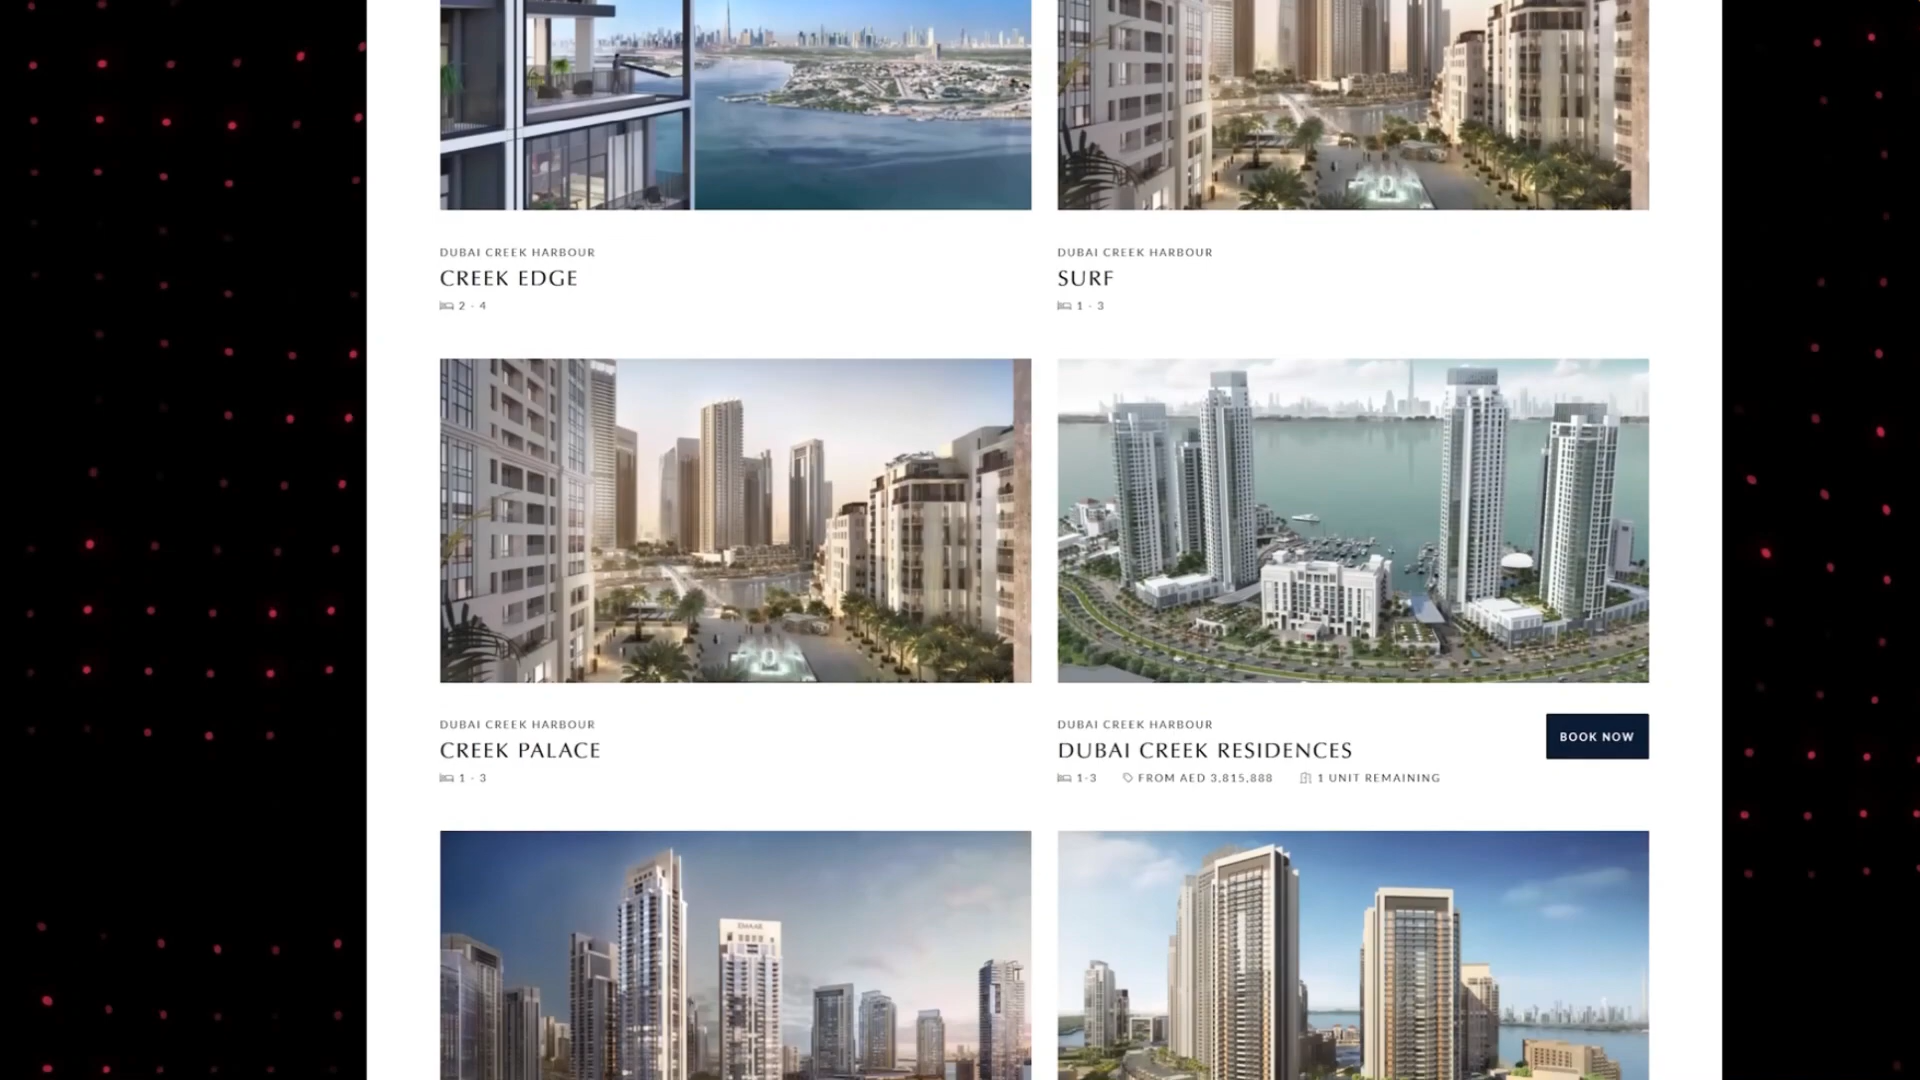 DUBAI CREEK HARBOUR
CREEK EDGE
2 - 4
DUBAI CREEK HARBOUR
SURF
1 - 3
DUBAI CREEK HARBOUR
CREEK PALACE
1 - 3
DUBAI CREEK HARBOUR
DUBAI CREEK RESIDENCES
1-3 FROM AED 3,815,888 1 UNIT REMAINING
BOOK NOW
EMAAR